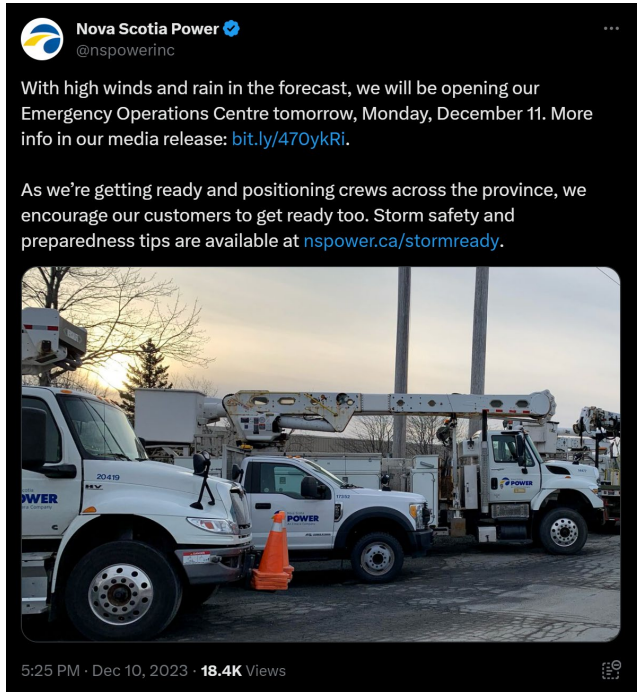 Nova Scotia Power
@nspowerinc
With high winds and rain in the forecast, we will be opening our
Emergency Operations Centre tomorrow, Monday, December 11. More
info in our media release: bit.ly/470ykRi.
As we’re getting ready and positioning crews across the province, we
encourage our customers to get ready too. Storm safety and
preparedness tips are available at nspower.ca/stormready.
20419
HV
OWER
POWER
POWER
5:25 PM · Dec 10, 2023 · 18.4K Views